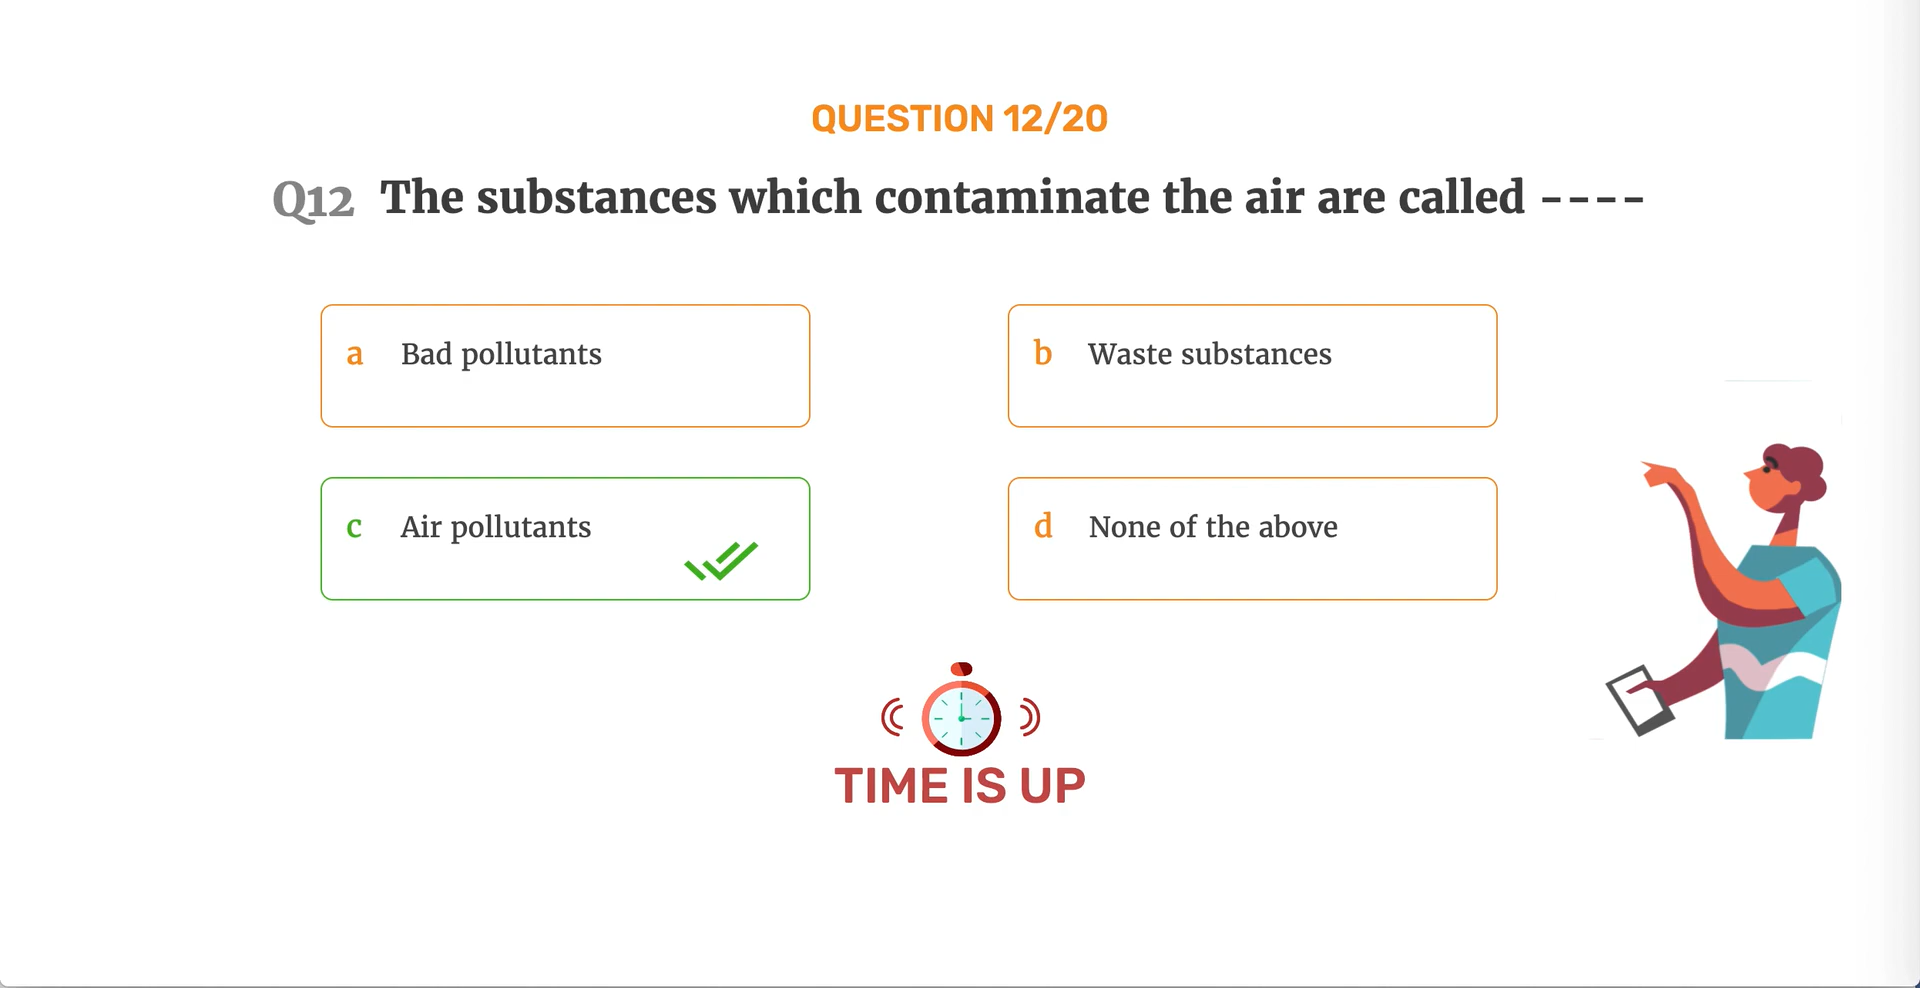 QUESTION 12/20
Q12 The substances which contaminate the air are called ----
a Bad pollutants
b Waste substances
c Air pollutants
d None of the above
TIME IS UP